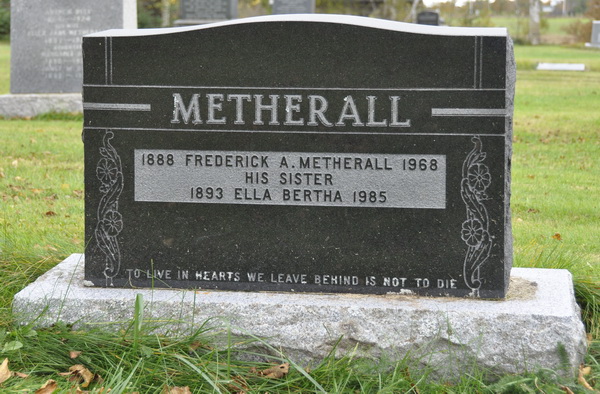 METHERALL
1888 FREDERICK A. METHERALL 1968
HIS SISTER
1893 ELLA BERTHA 1985
TO LIVE IN HEARTS WE LEAVE BEHIND IS NOT TO DIE